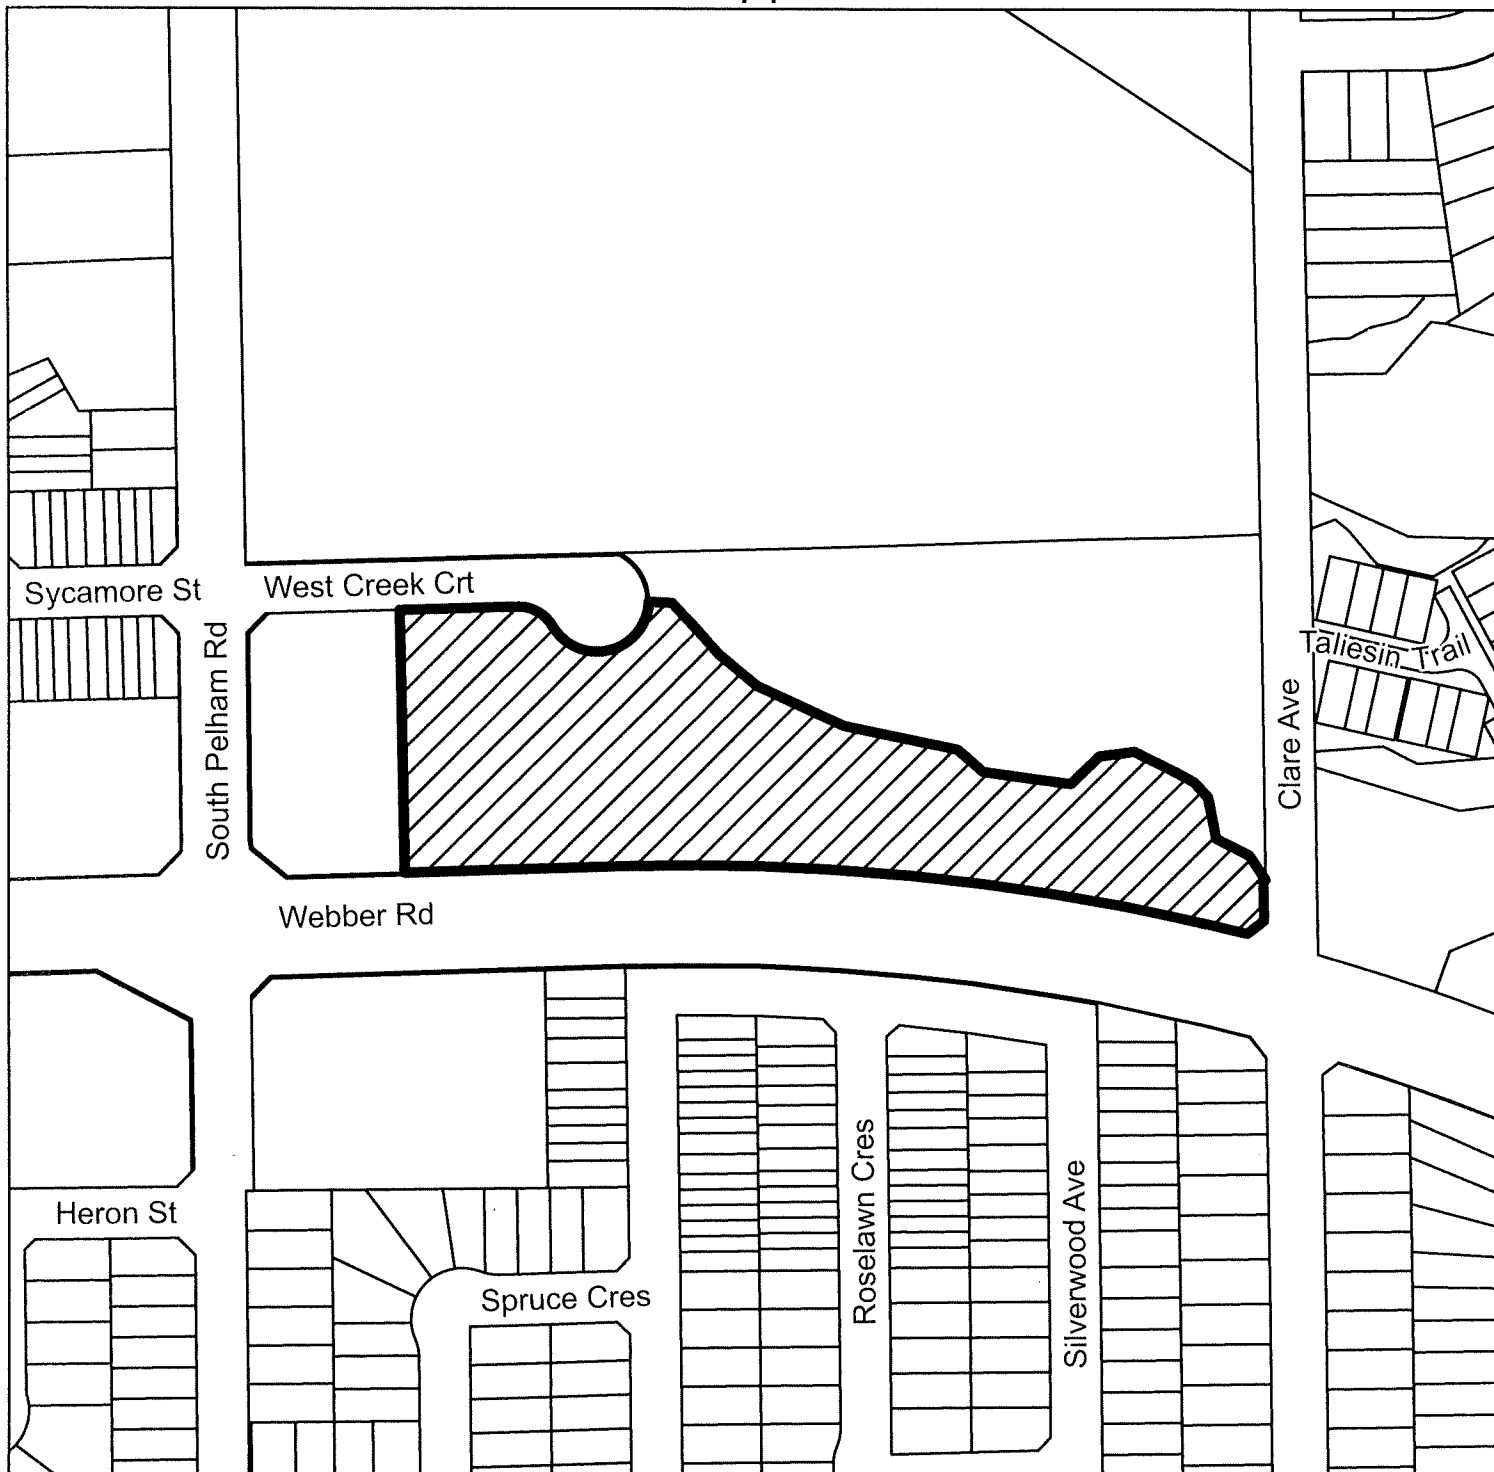 Sycamore St
West Creek Crt
South Pelham Rd
Taliesin Trail
Clare Ave
Webber Rd
Heron St
Spruce Cres
Roselawn Cres
Silverwood Ave